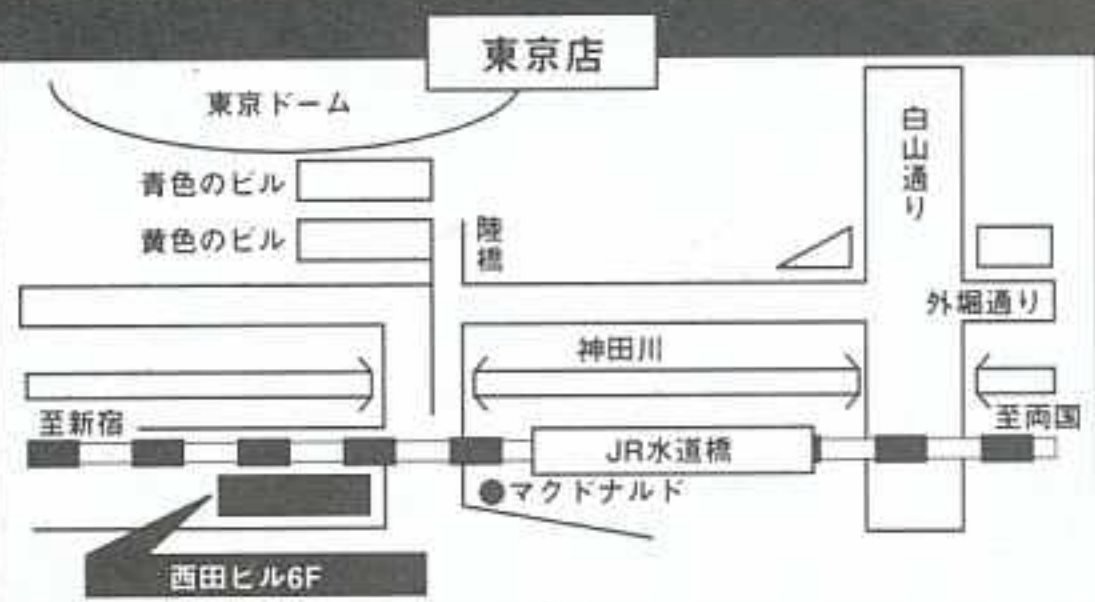 東京店
東京ドーム
白山通り
青色のビル
黄色のビル
陸橋
外堀通り
神田川
至新宿
至両国
JR水道橋
●マクドナルド
西田ヒル6F